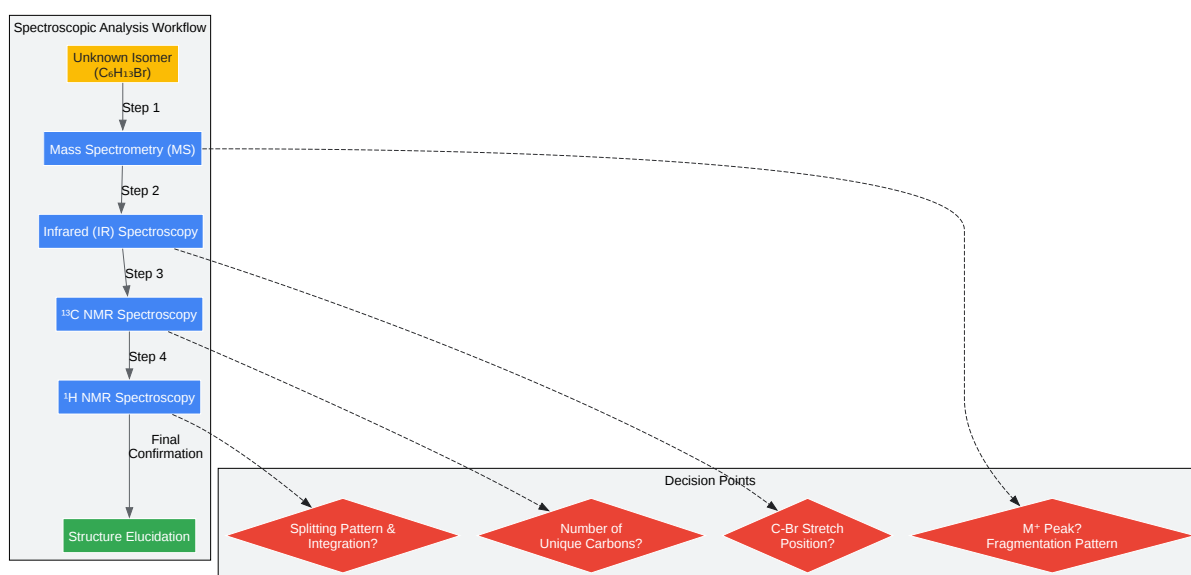 Spectroscopic Analysis Workflow
Unknown Isomer
(C₆H₁₃Br)
Step 1
Mass Spectrometry (MS)
Step 2
Infrared (IR) Spectroscopy
Step 3
¹³C NMR Spectroscopy
Step 4
¹H NMR Spectroscopy
Final
Confirmation
Structure Elucidation
Decision Points
Splitting Pattern &
Integration?
Number of
Unique Carbons?
C-Br Stretch
Position?
M⁺ Peak?
Fragmentation Pattern